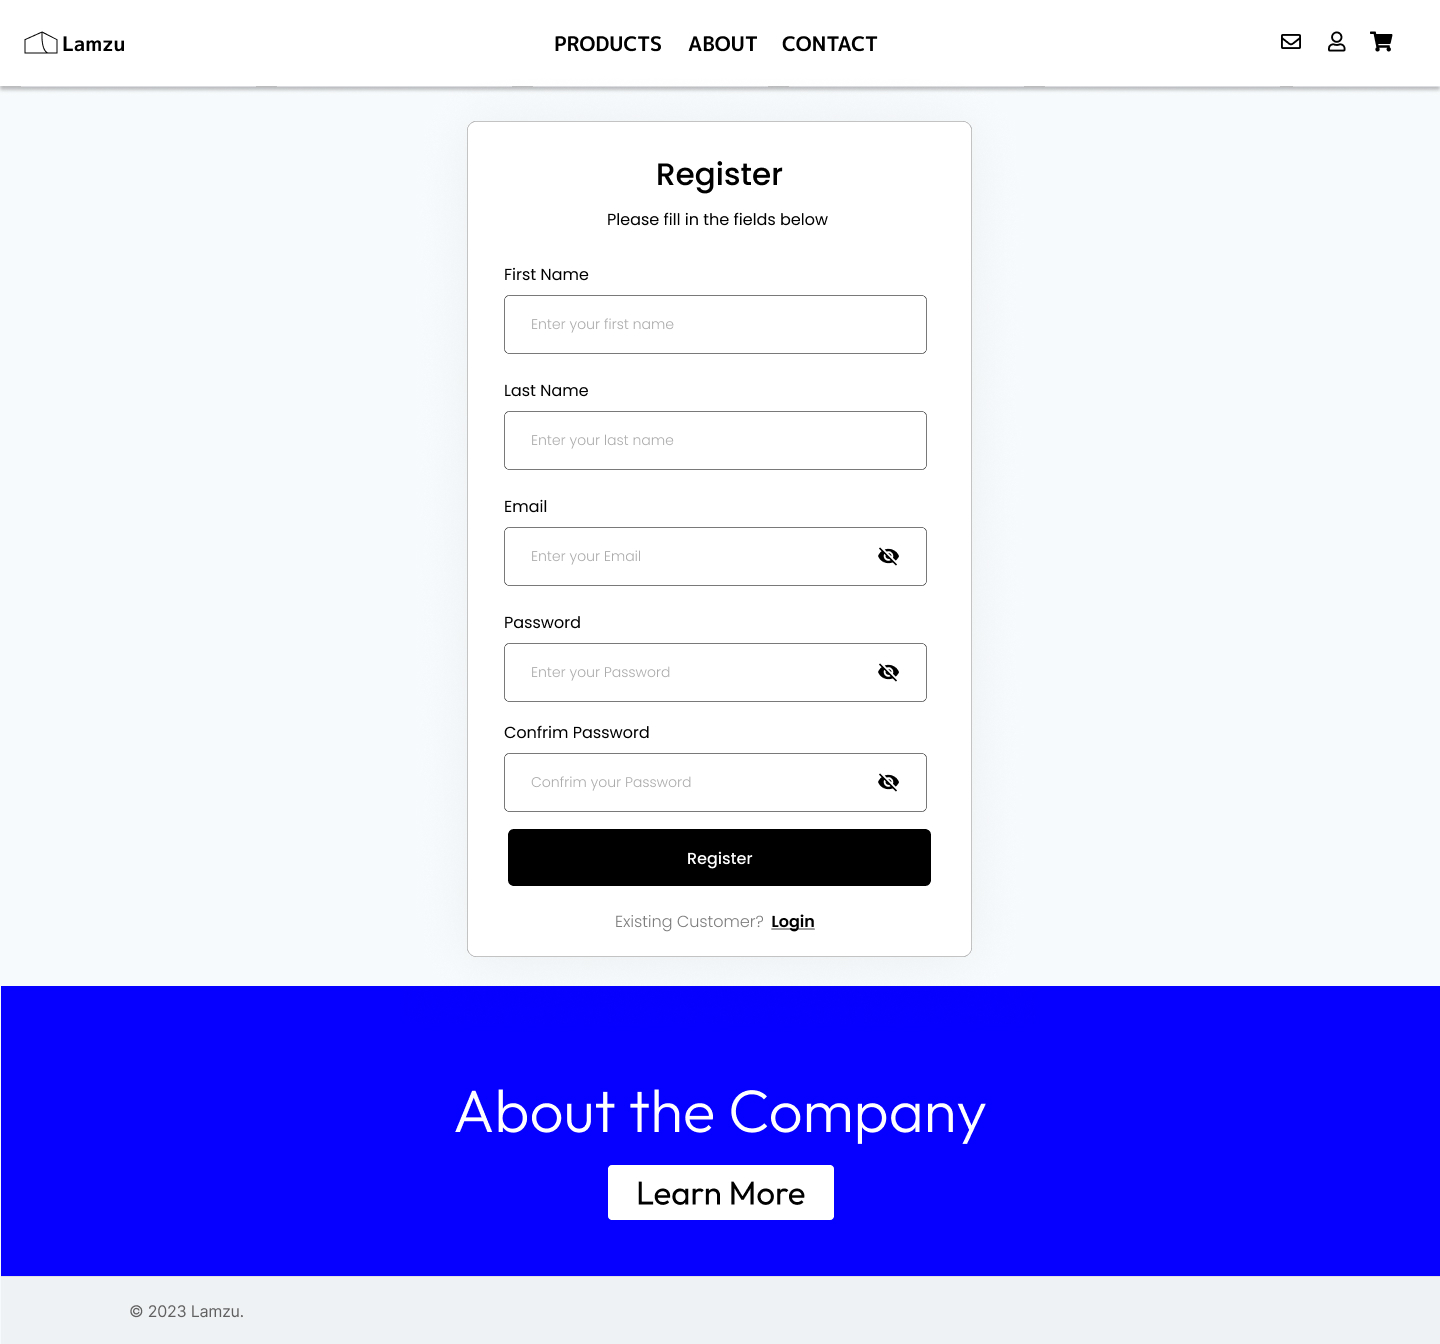 Lamzu
PRODUCTS ABOUT CONTACT
Register
Please fill in the fields below
First Name
Enter your first name
Last Name
Enter your last name
Email
Enter your Email
Password
Enter your Password
Confrim Password
Confrim your Password
Register
Existing Customer? Login
About the Company
Learn More
© 2023 Lamzu.